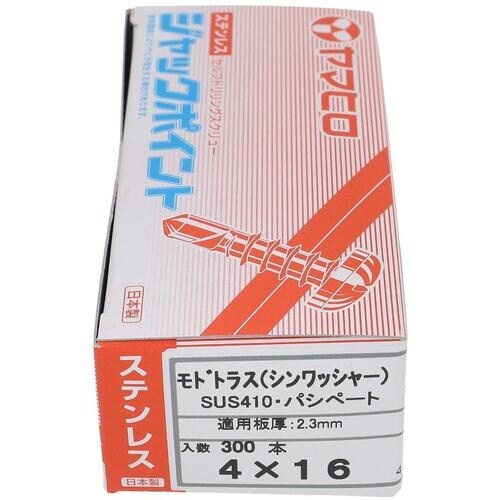 ヤマヒロ
ステンレス セルフドリリングスクリュー
ジャックポイント
日本製
ステンレス
日本製
モドトラス(シンワッシャー)
SUS410・パシペート
適用板厚:2.3mm
入数 300 本
4×16